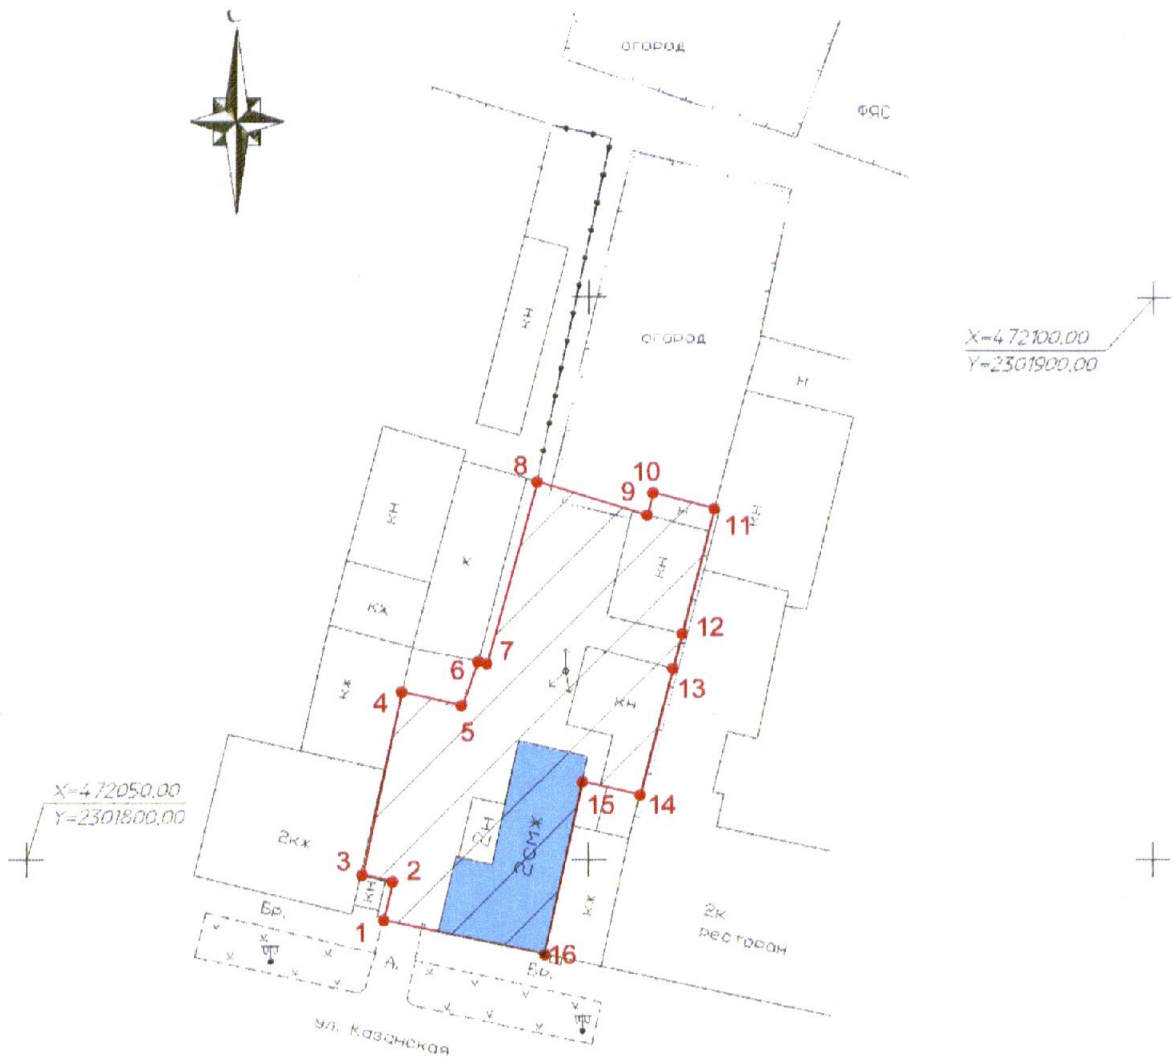 С
огород
ФЯС
КН
огород
X=472100.00
Y=2301900.00
Н
8
10
9
Н
11
КН
КН
Ж
КН
КЖ
12
6
7
13
К
КН
4
КЖ
5
X=472050.00
Y=2301800.00
15
14
2КЖ
2Н
2СМЖ
3
2
КН
КЖ
2К
ресторан
Бр.
1
А.
Бр.
16
ул. Казанская